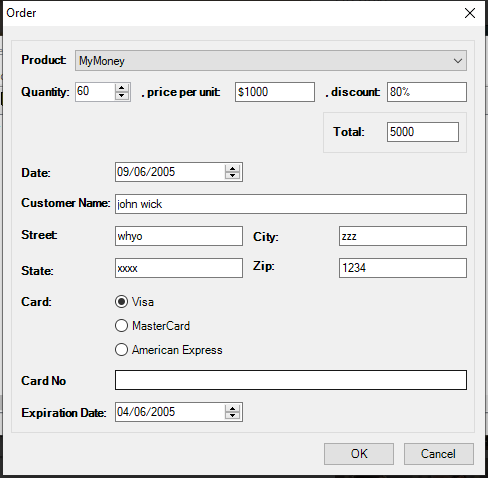 Order
Product: MyMoney
Quantity: 60 , price per unit: $1000 , discount: 80%
Total: 5000
Date: 09/06/2005
Customer Name: john wick
Street: whyo City: zzz
State: xxxx Zip: 1234
Card: Visa
MasterCard
American Express
Card No
Expiration Date: 04/06/2005
OK Cancel